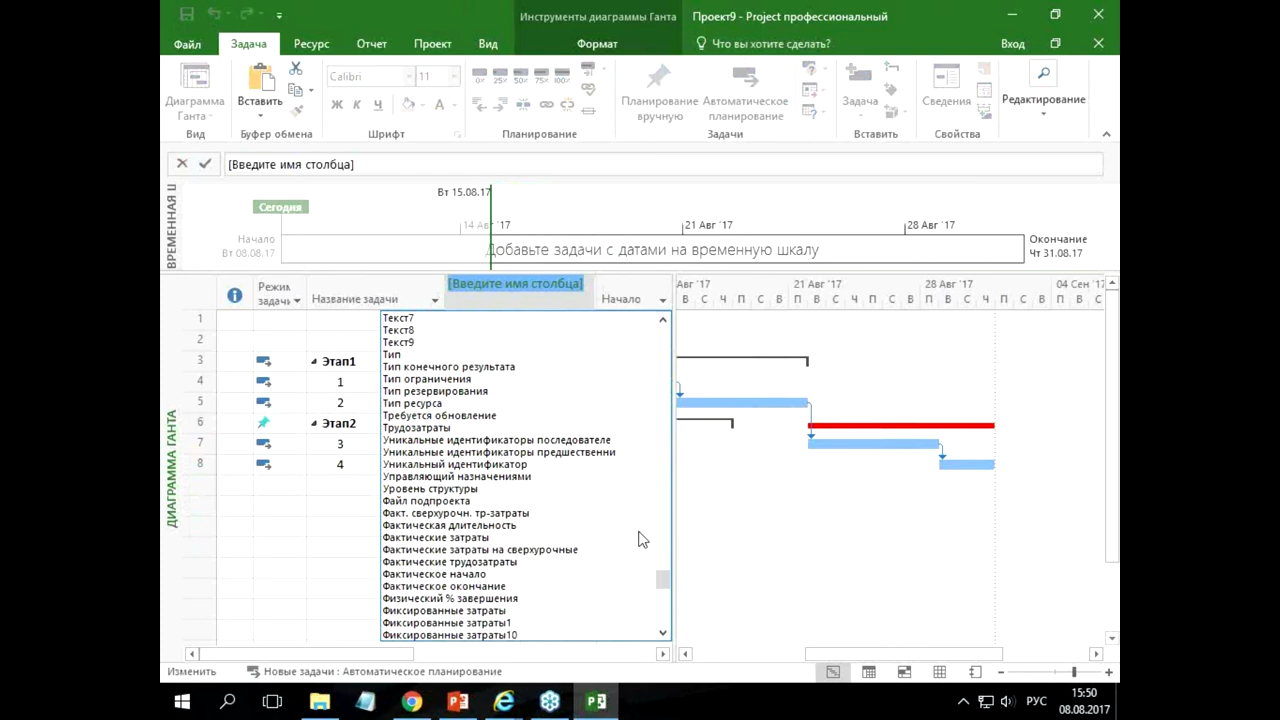 Инструменты диаграммы Ганта
Проект9 - Project профессиональный
Файл
Задача
Ресурс
Отчет
Проект
Вид
Формат
Что вы хотите сделать?
Вход
Диаграмма
Ганта
Вид
Вставить
Буфер обмена
Calibri
11
Ж К Ч
А
Шрифт
0% 25% 50% 75% 100%
Планирование
Планирование
вручную
Автоматическое
планирование
Задачи
Задача
Вставить
Сведения
Свойства
Редактирование
[Введите имя столбца]
ВРЕМЕННАЯ Ш
Вт 15.08.17
Сегодня
14 Авг '17
21 Авг '17
28 Авг '17
Начало
Вт 08.08.17
Добавьте задачи с датами на временную шкалу
Окончание
Чт 31.08.17
ДИАГРАММА ГАНТА
Режим
задачи
Название задачи
[Введите имя столбца]
Начало
Авг '17
21 Авг '17
28 Авг '17
04 Сен '17
В С Ч П С В П В С Ч П С В П В С Ч П С В П В С
1
2
3 Этап1
4 1
5 2
6 Этап2
7 3
8 4
Текст7
Текст8
Текст9
Тип
Тип конечного результата
Тип ограничения
Тип резервирования
Тип ресурса
Требуется обновление
Трудозатраты
Уникальные идентификаторы последователе
Уникальные идентификаторы предшественни
Уникальный идентификатор
Управляющий назначениями
Уровень структуры
Файл подпроекта
Факт. сверхурочн. тр-затраты
Фактическая длительность
Фактические затраты
Фактические затраты на сверхурочные
Фактические трудозатраты
Фактическое начало
Фактическое окончание
Физический % завершения
Фиксированные затраты
Фиксированные затраты1
Фиксированные затраты10
Изменить
Новые задачи : Автоматическое планирование
РУС
15:50
08.08.2017